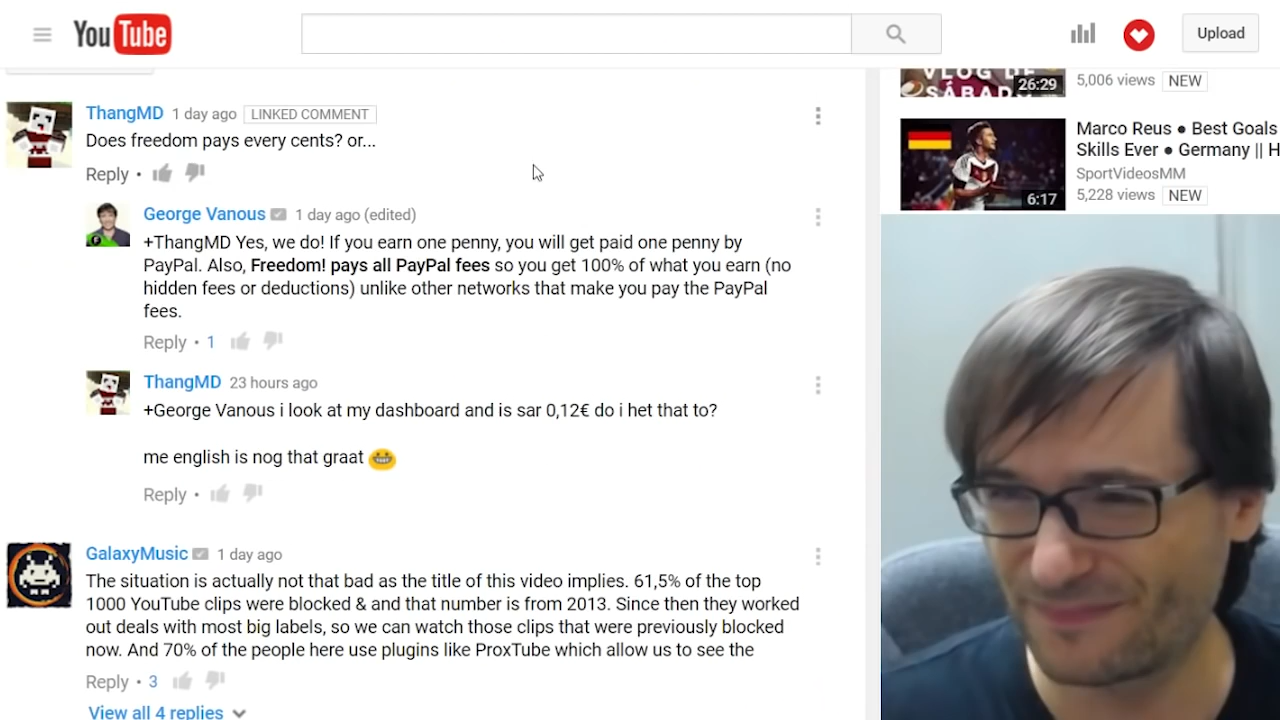 YouTube
Upload
ThangMD 1 day ago LINKED COMMENT
Does freedom pays every cents? or...
Reply •
George Vanous 1 day ago (edited)
+ThangMD Yes, we do! If you earn one penny, you will get paid one penny by
PayPal. Also, Freedom! pays all PayPal fees so you get 100% of what you earn (no
hidden fees or deductions) unlike other networks that make you pay the PayPal
fees.
Reply • 1
ThangMD 23 hours ago
+George Vanous i look at my dashboard and is sar 0,12€ do i het that to?
me english is nog that graat
Reply •
GalaxyMusic 1 day ago
The situation is actually not that bad as the title of this video implies. 61,5% of the top
1000 YouTube clips were blocked & and that number is from 2013. Since then they worked
out deals with most big labels, so we can watch those clips that were previously blocked
now. And 70% of the people here use plugins like ProxTube which allow us to see the
Reply • 3
View all 4 replies
VLOG DE
SÁBAD
26:29
5,006 views NEW
6:17
Marco Reus ● Best Goals
Skills Ever ● Germany || H
SportVideosMM
5,228 views NEW